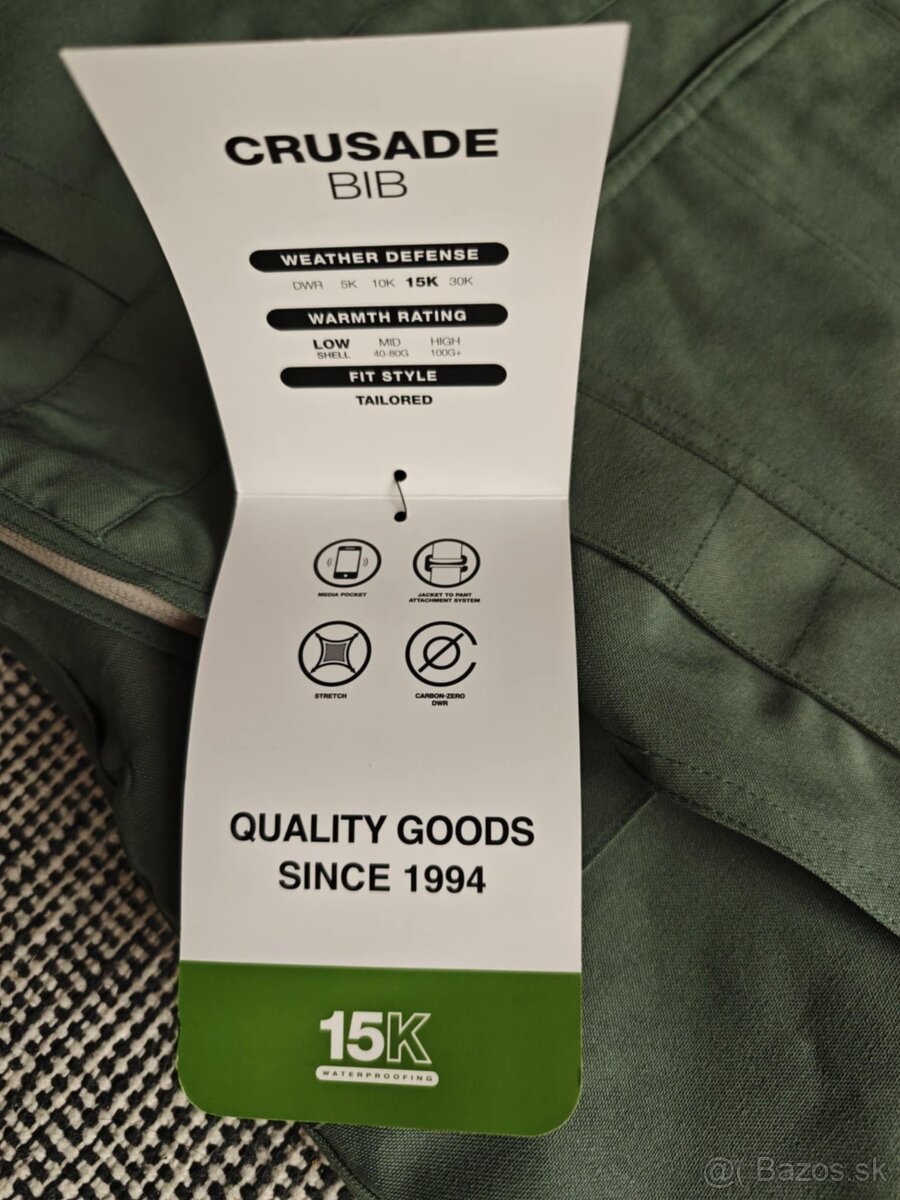 CRUSADE
BIB
WEATHER DEFENSE
DWR 5K 10K 15K 30K
WARMTH RATING
LOW MID HIGH
SHELL 40-80G 100G+
FIT STYLE
TAILORED
MEDIA POCKET
JACKET TO PANT
ATTACHMENT SYSTEM
STRETCH
CARBON-ZERO
DWR
QUALITY GOODS
SINCE 1994
15K
WATERPROOFING
@( Bazos.sk